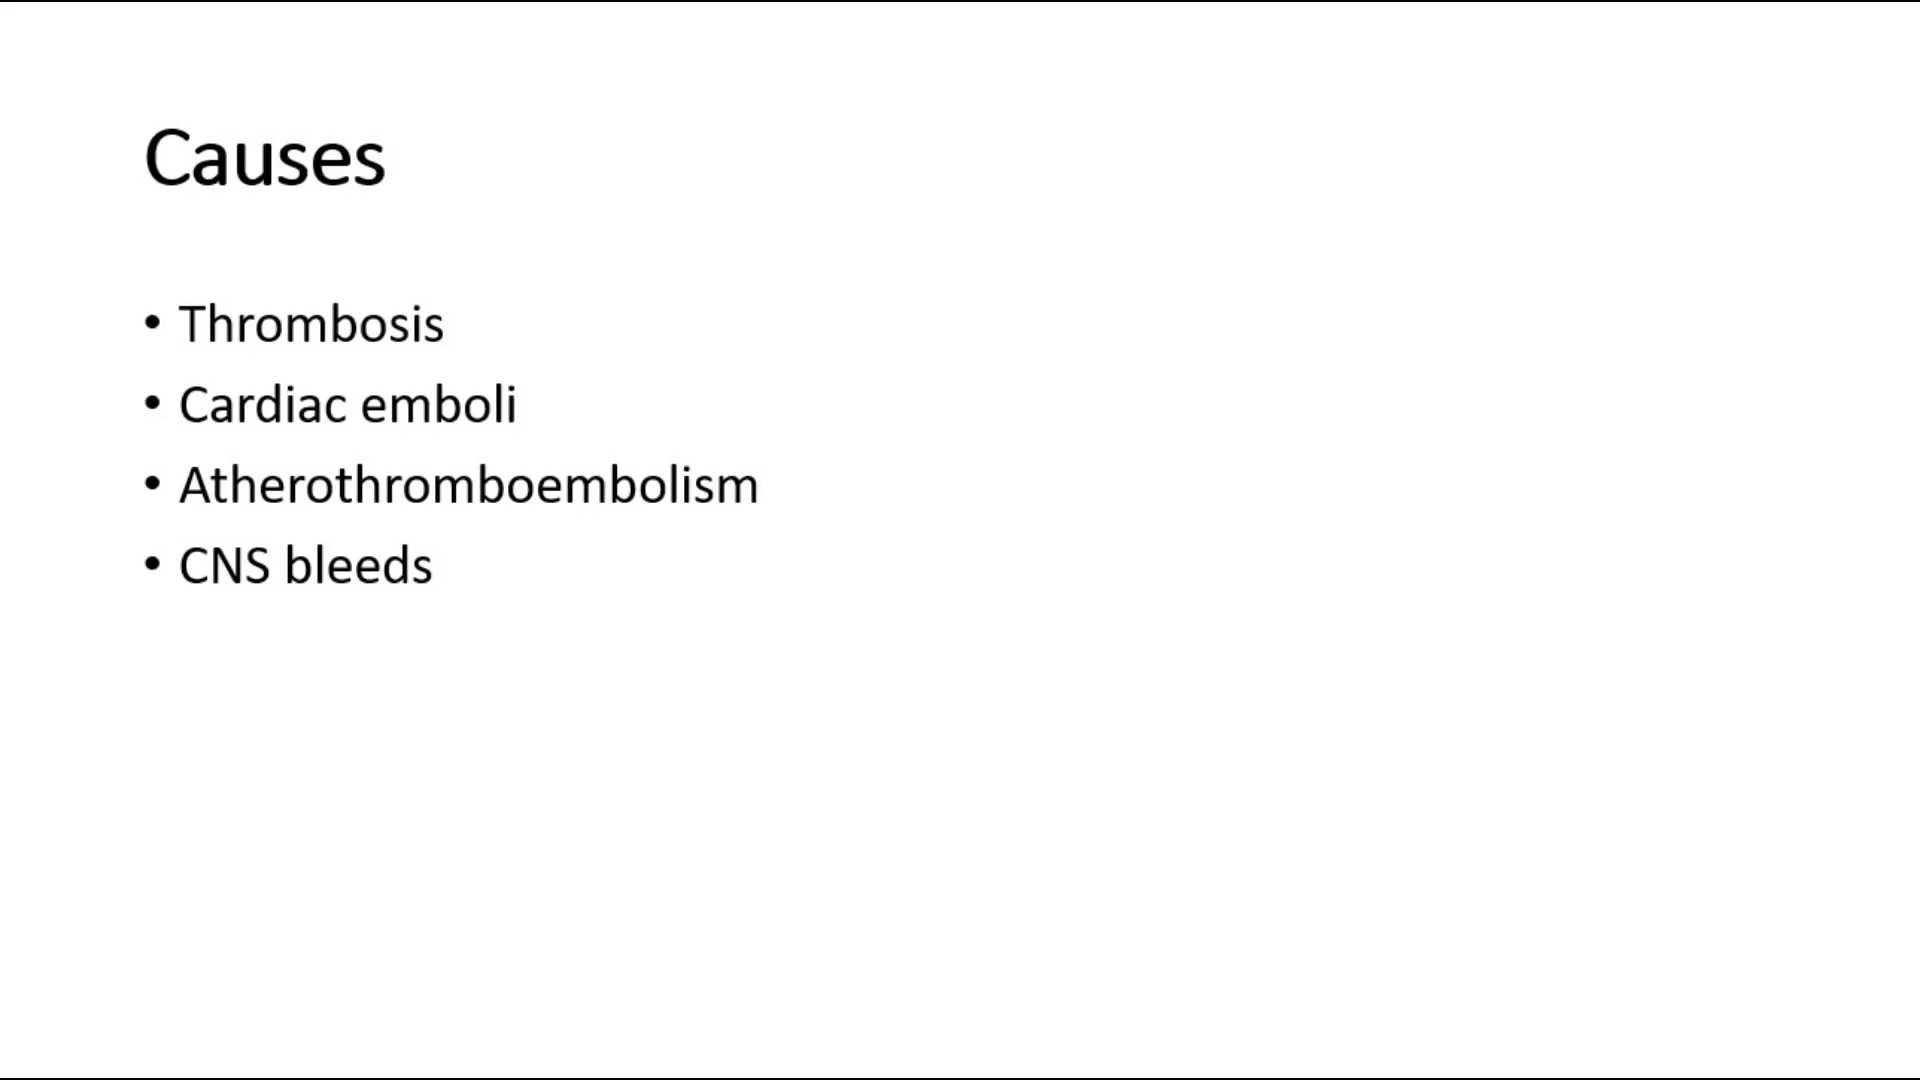 Causes
• Thrombosis
• Cardiac emboli
• Atherothromboembolism
• CNS bleeds